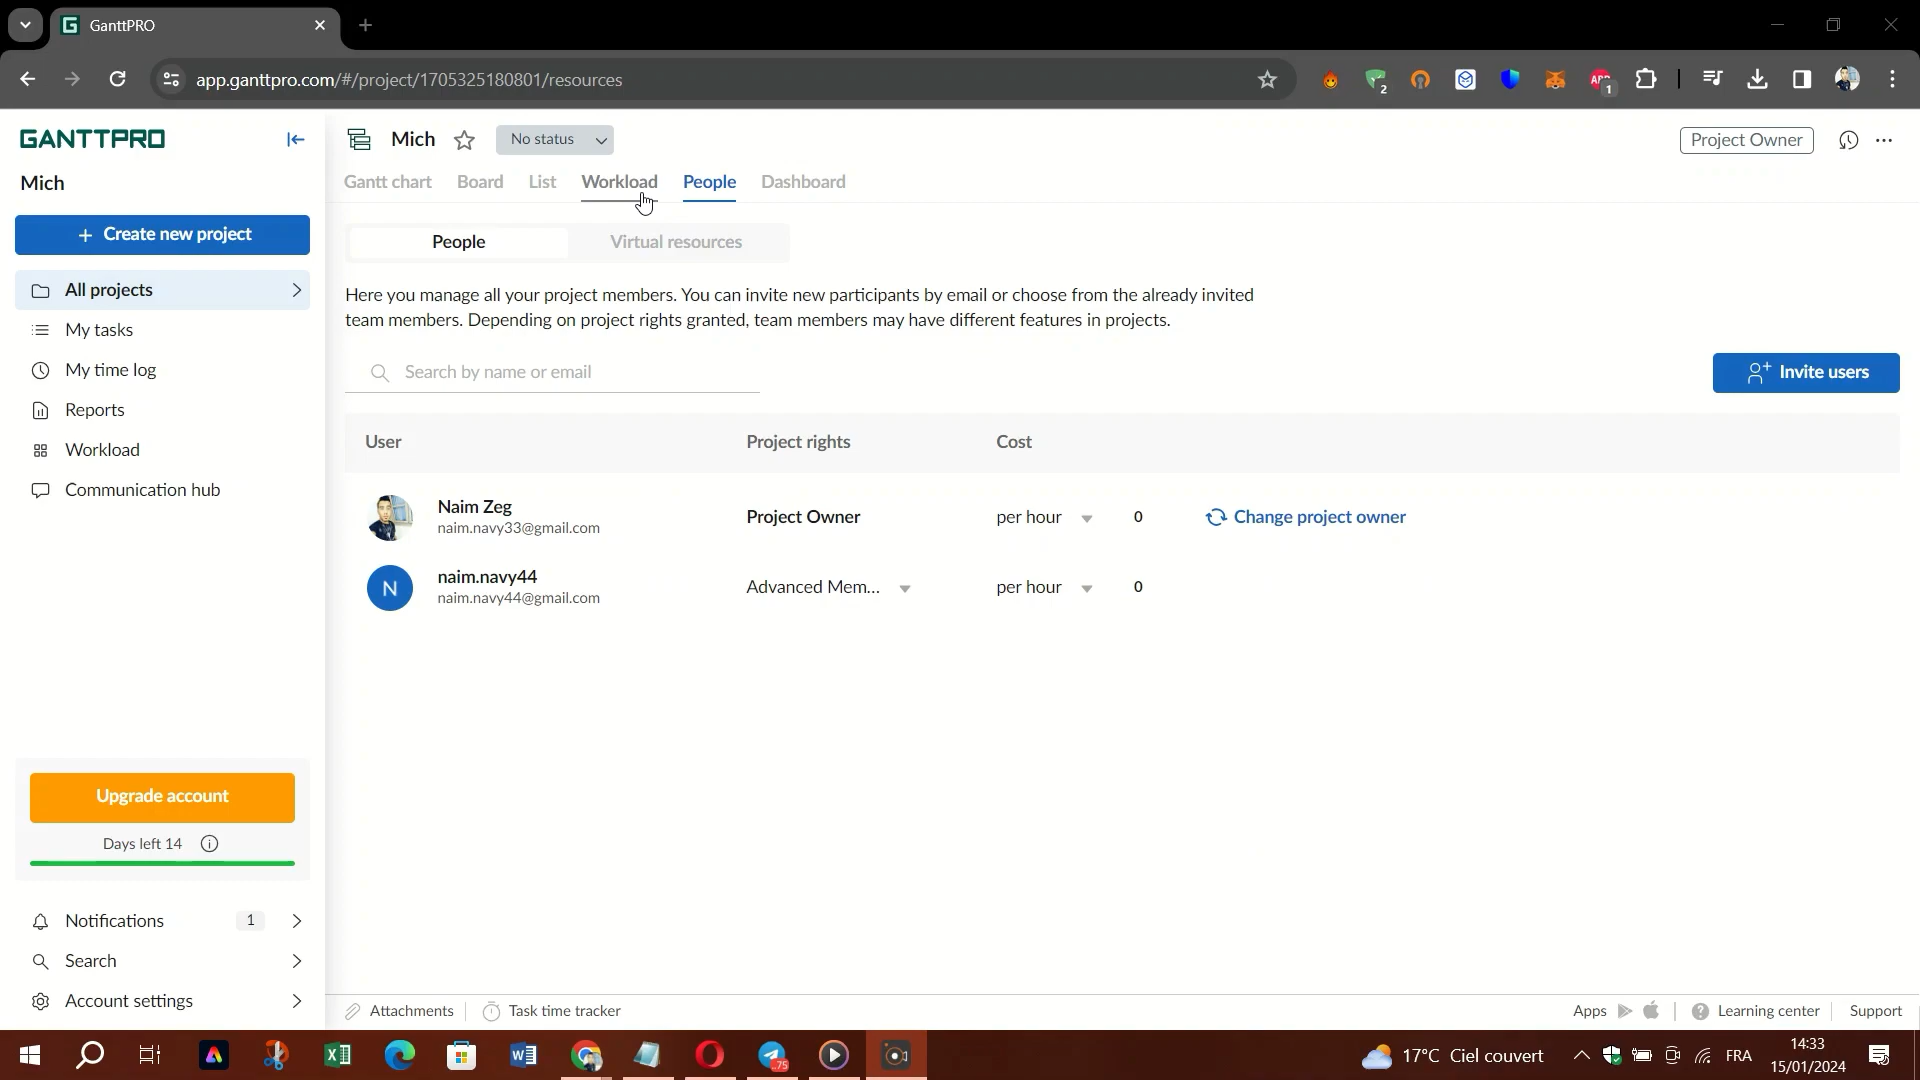 GanttPRO
app.ganttpro.com/#/project/1705325180801/resources
2
ABP
1
GANTTPRO
Mich
No status
Project Owner
Mich
Gantt chart
Board
List
Workload
People
Dashboard
Create new project
People
Virtual resources
All projects
My tasks
My time log
Reports
Workload
Communication hub
Here you manage all your project members. You can invite new participants by email or choose from the already invited
team members. Depending on project rights granted, team members may have different features in projects.
Search by name or email
Invite users
User
Project rights
Cost
Naim Zeg
naim.navy33@gmail.com
Project Owner
per hour
0
Change project owner
N
naim.navy44
naim.navy44@gmail.com
Advanced Mem...
per hour
0
Upgrade account
Days left 14
Notifications
1
Search
Account settings
Attachments
Task time tracker
Apps
Learning center
Support
75
17°C Ciel couvert
FRA
14:33
15/01/2024